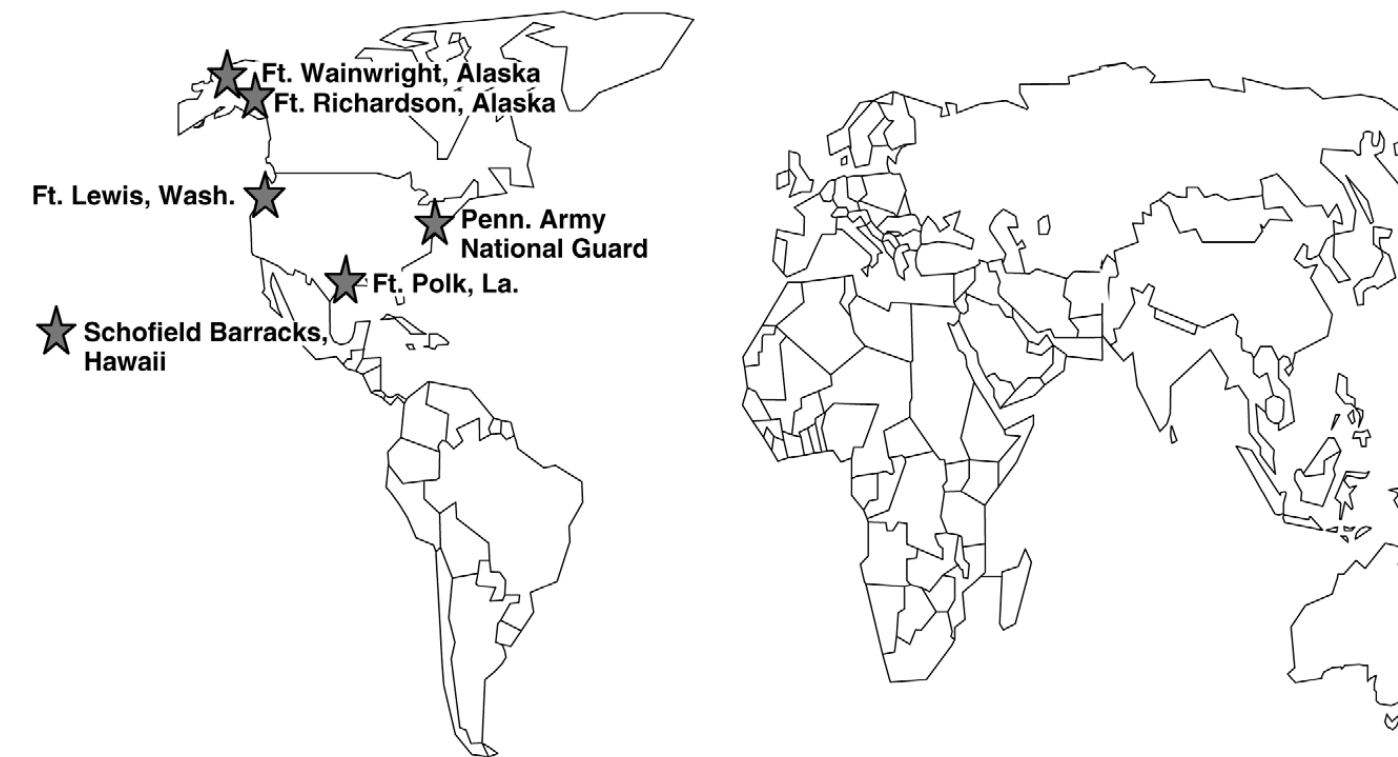 Ft. Wainwright, Alaska
Ft. Richardson, Alaska
Ft. Lewis, Wash.
Penn. Army
National Guard
Ft. Polk, La.
Schofield Barracks,
Hawaii